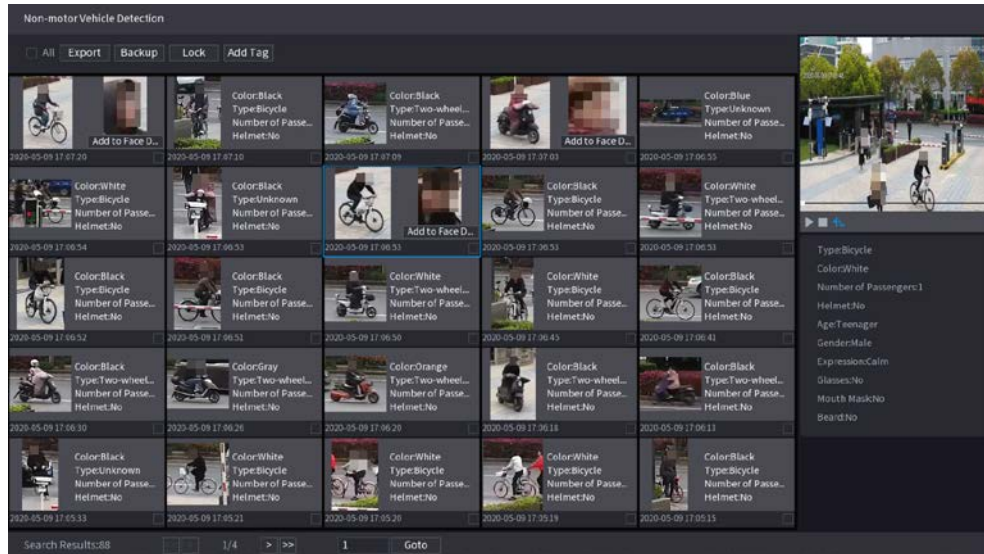 Non-motor Vehicle Detection
All Export Backup Lock Add Tag
Add to Face D...
2020-05-09 17:07:20
Color:Black
Type:Bicycle
Number of Passe...
Helmet:No
2020-05-09 17:07:10
Color:Black
Type:Two-wheel...
Number of Passe...
Helmet:No
2020-05-09 17:07:09
Add to Face D...
2020-05-09 17:07:03
Color:Blue
Type:Unknown
Number of Passe...
Helmet:No
2020-05-09 17:06:55
Color:White
Type:Bicycle
Number of Passe...
Helmet:No
2020-05-09 17:06:54
Color:Black
Type:Unknown
Number of Passe...
Helmet:No
2020-05-09 17:06:53
Add to Face D...
2020-05-09 17:06:53
Color:Black
Type:Bicycle
Number of Passe...
Helmet:No
2020-05-09 17:06:53
Color:White
Type:Two-wheel...
Number of Passe...
Helmet:No
2020-05-09 17:06:53
Color:Black
Type:Bicycle
Number of Passe...
Helmet:No
2020-05-09 17:06:52
Color:Black
Type:Bicycle
Number of Passe...
Helmet:No
2020-05-09 17:06:51
Color:White
Type:Two-wheel...
Number of Passe...
Helmet:No
2020-05-09 17:06:50
Color:White
Type:Bicycle
Number of Passe...
Helmet:No
2020-05-09 17:06:45
Color:Black
Type:Bicycle
Number of Passe...
Helmet:No
2020-05-09 17:06:41
Color:Black
Type:Two-wheel...
Number of Passe...
Helmet:No
2020-05-09 17:06:30
Color:Gray
Type:Two-wheel...
Number of Passe...
Helmet:No
2020-05-09 17:06:26
Color:Orange
Type:Two-wheel...
Number of Passe...
Helmet:No
2020-05-09 17:06:20
Color:Black
Type:Two-wheel...
Number of Passe...
Helmet:No
2020-05-09 17:06:18
Color:Black
Type:Two-wheel...
Number of Passe...
Helmet:No
2020-05-09 17:06:13
Color:Black
Type:Unknown
Number of Passe...
Helmet:No
2020-05-09 17:05:33
Color:White
Type:Bicycle
Number of Passe...
Helmet:No
2020-05-09 17:05:21
Color:White
Type:Bicycle
Number of Passe...
Helmet:No
2020-05-09 17:05:20
Color:White
Type:Bicycle
Number of Passe...
Helmet:No
2020-05-09 17:05:19
Color:Black
Type:Bicycle
Number of Passe...
Helmet:No
2020-05-09 17:05:15
Type:Bicycle
Color:White
Number of Passengers:1
Helmet:No
Age:Teenager
Gender:Male
Expression:Calm
Glasses:No
Mouth Mask:No
Beard:No
Search Results:88 1/4 > >> 1 Goto